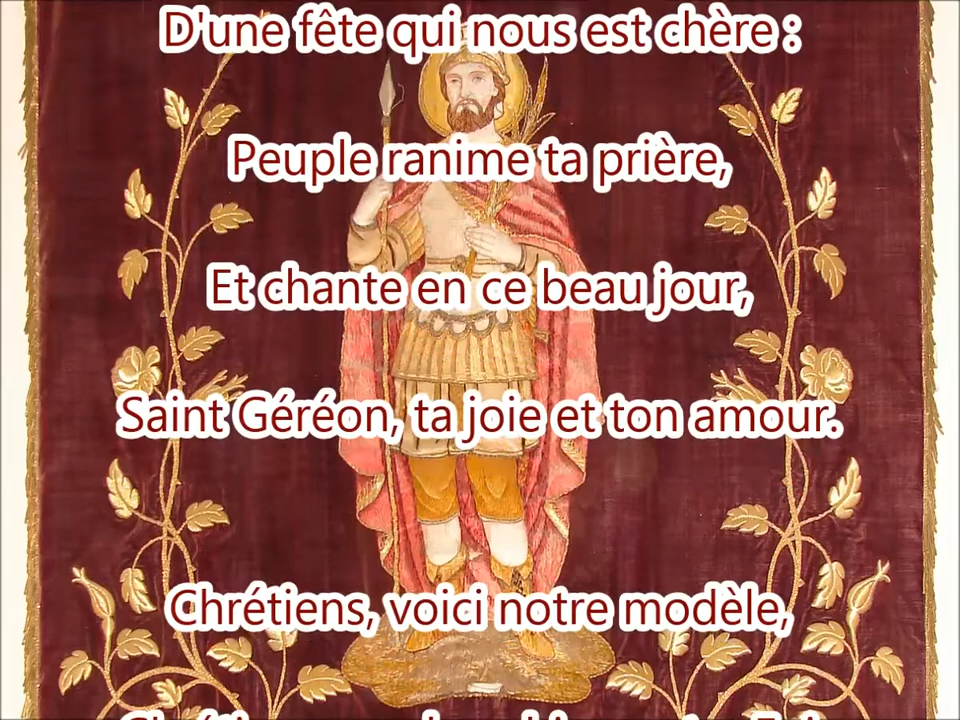 D'une fête qui nous est chère :
Peuple ranime ta prière,
Et chante en ce beau jour,
Saint Géréon, ta joie et ton amour.
Chrétiens, voici notre modèle,